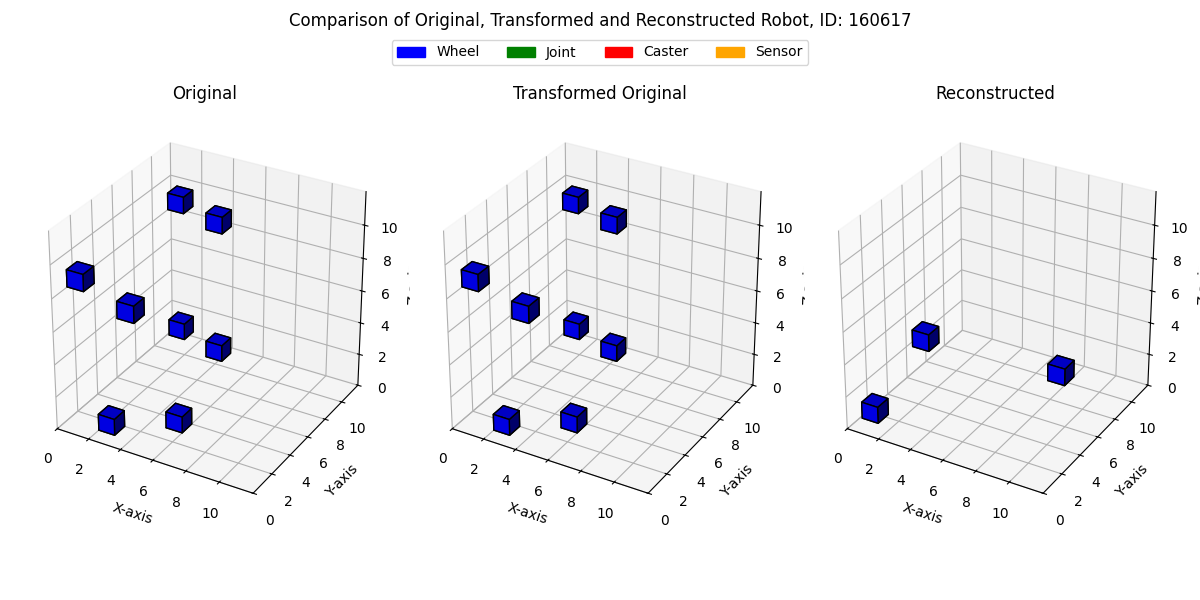 Comparison of Original, Transformed and Reconstructed Robot, ID: 160617
Wheel Joint Caster Sensor
Original
Transformed Original
Reconstructed
0 2 4 6 8 10
X-axis
0 2 4 6 8 10
Y-axis
0 2 4 6 8 10
0 2 4 6 8 10
X-axis
0 2 4 6 8 10
Y-axis
0 2 4 6 8 10
0 2 4 6 8 10
X-axis
0 2 4 6 8 10
Y-axis
0 2 4 6 8 10